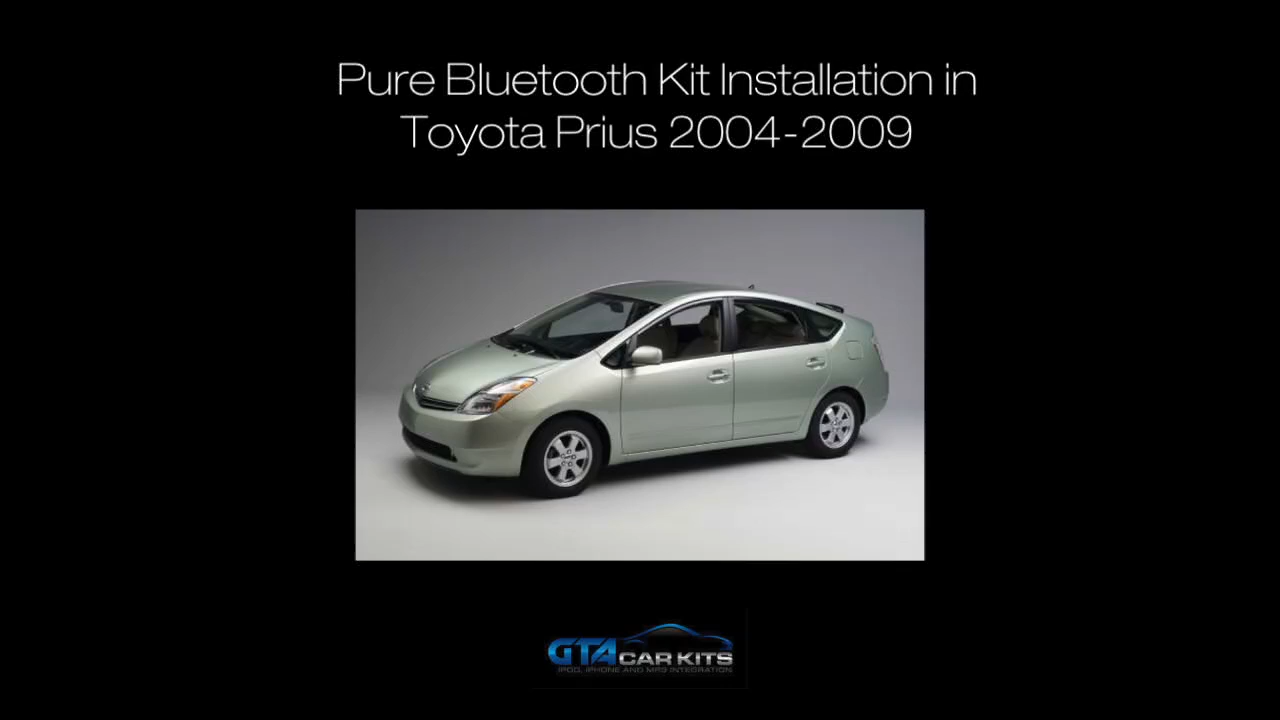 Pure Bluetooth Kit Installation in
Toyota Prius 2004-2009
GTA CAR KITS
IPOD, IPHONE AND MP3 INTEGRATION